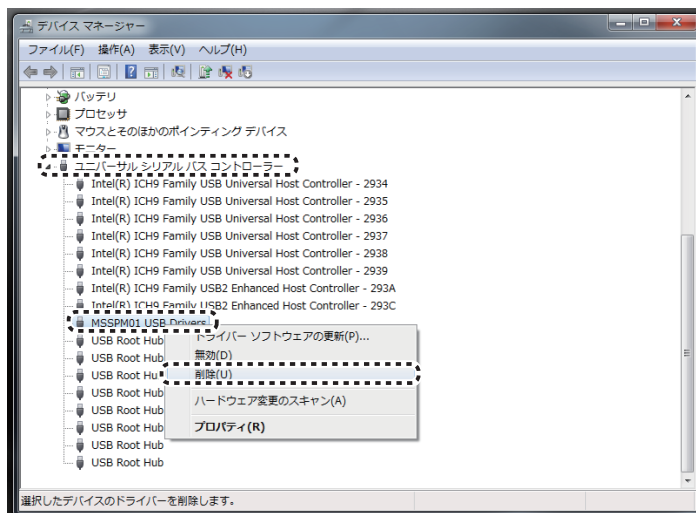 デバイス マネージャー
ファイル(F) 操作(A) 表示(V) ヘルプ(H)
バッテリ
プロセッサ
マウスとそのほかのポインティング デバイス
モニター
ユニバーサル シリアル バス コントローラー
Intel(R) ICH9 Family USB Universal Host Controller - 2934
Intel(R) ICH9 Family USB Universal Host Controller - 2935
Intel(R) ICH9 Family USB Universal Host Controller - 2936
Intel(R) ICH9 Family USB Universal Host Controller - 2937
Intel(R) ICH9 Family USB Universal Host Controller - 2938
Intel(R) ICH9 Family USB Universal Host Controller - 2939
Intel(R) ICH9 Family USB2 Enhanced Host Controller - 293A
Intel(R) ICH9 Family USB2 Enhanced Host Controller - 293C
MSSPM01 USB Drivers
USB Root Hub
USB Root Hub
USB Root Hu
USB Root Hub
USB Root Hub
USB Root Hub
USB Root Hub
USB Root Hub
ドライバー ソフトウェアの更新(P)...
無効(D)
削除(U)
ハードウェア変更のスキャン(A)
プロパティ(R)
選択したデバイスのドライバーを削除します。